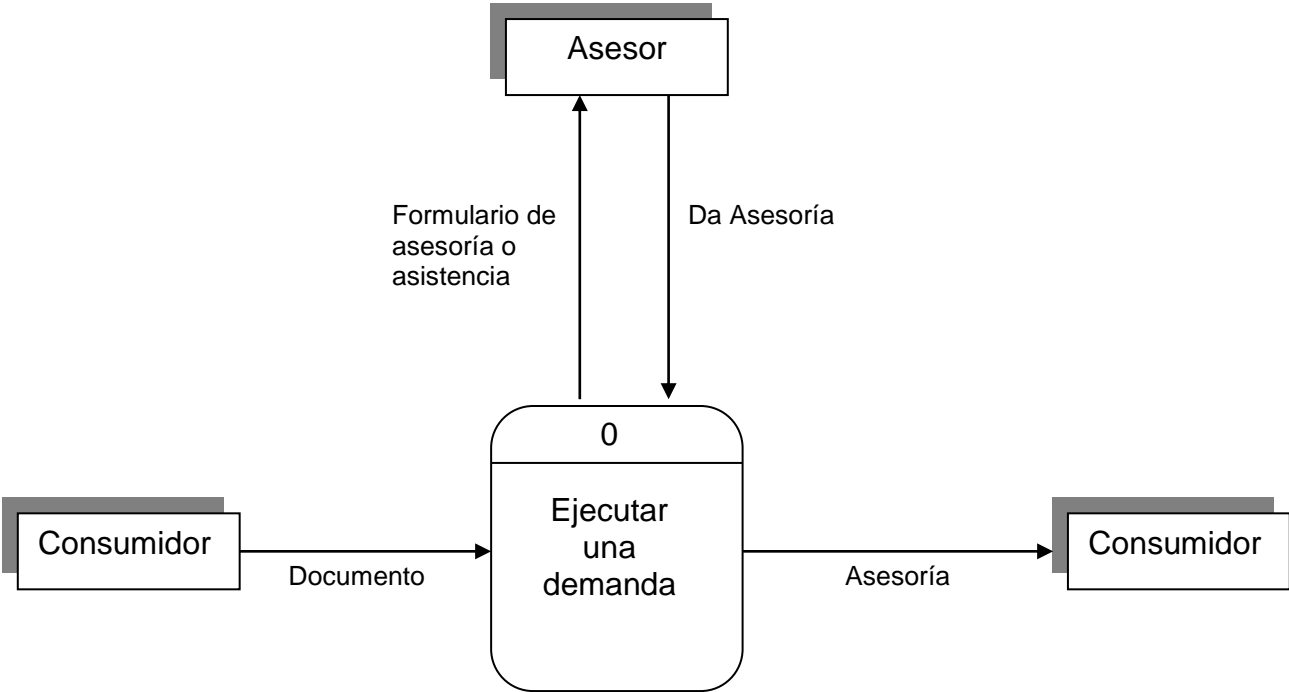 Asesor
Formulario de
asesoría o
asistencia
Da Asesoría
0
Ejecutar
una
demanda
Consumidor
Documento
Asesoría
Consumidor